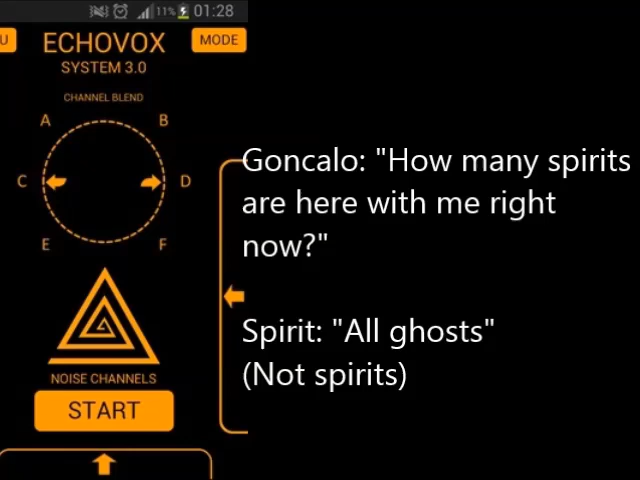 11% 01:28
U
ECHOVOX
MODE
SYSTEM 3.0
CHANNEL BLEND
A B
C D
E F
NOISE CHANNELS
START
Goncalo: "How many spirits
are here with me right
now?"
Spirit: "All ghosts"
(Not spirits)